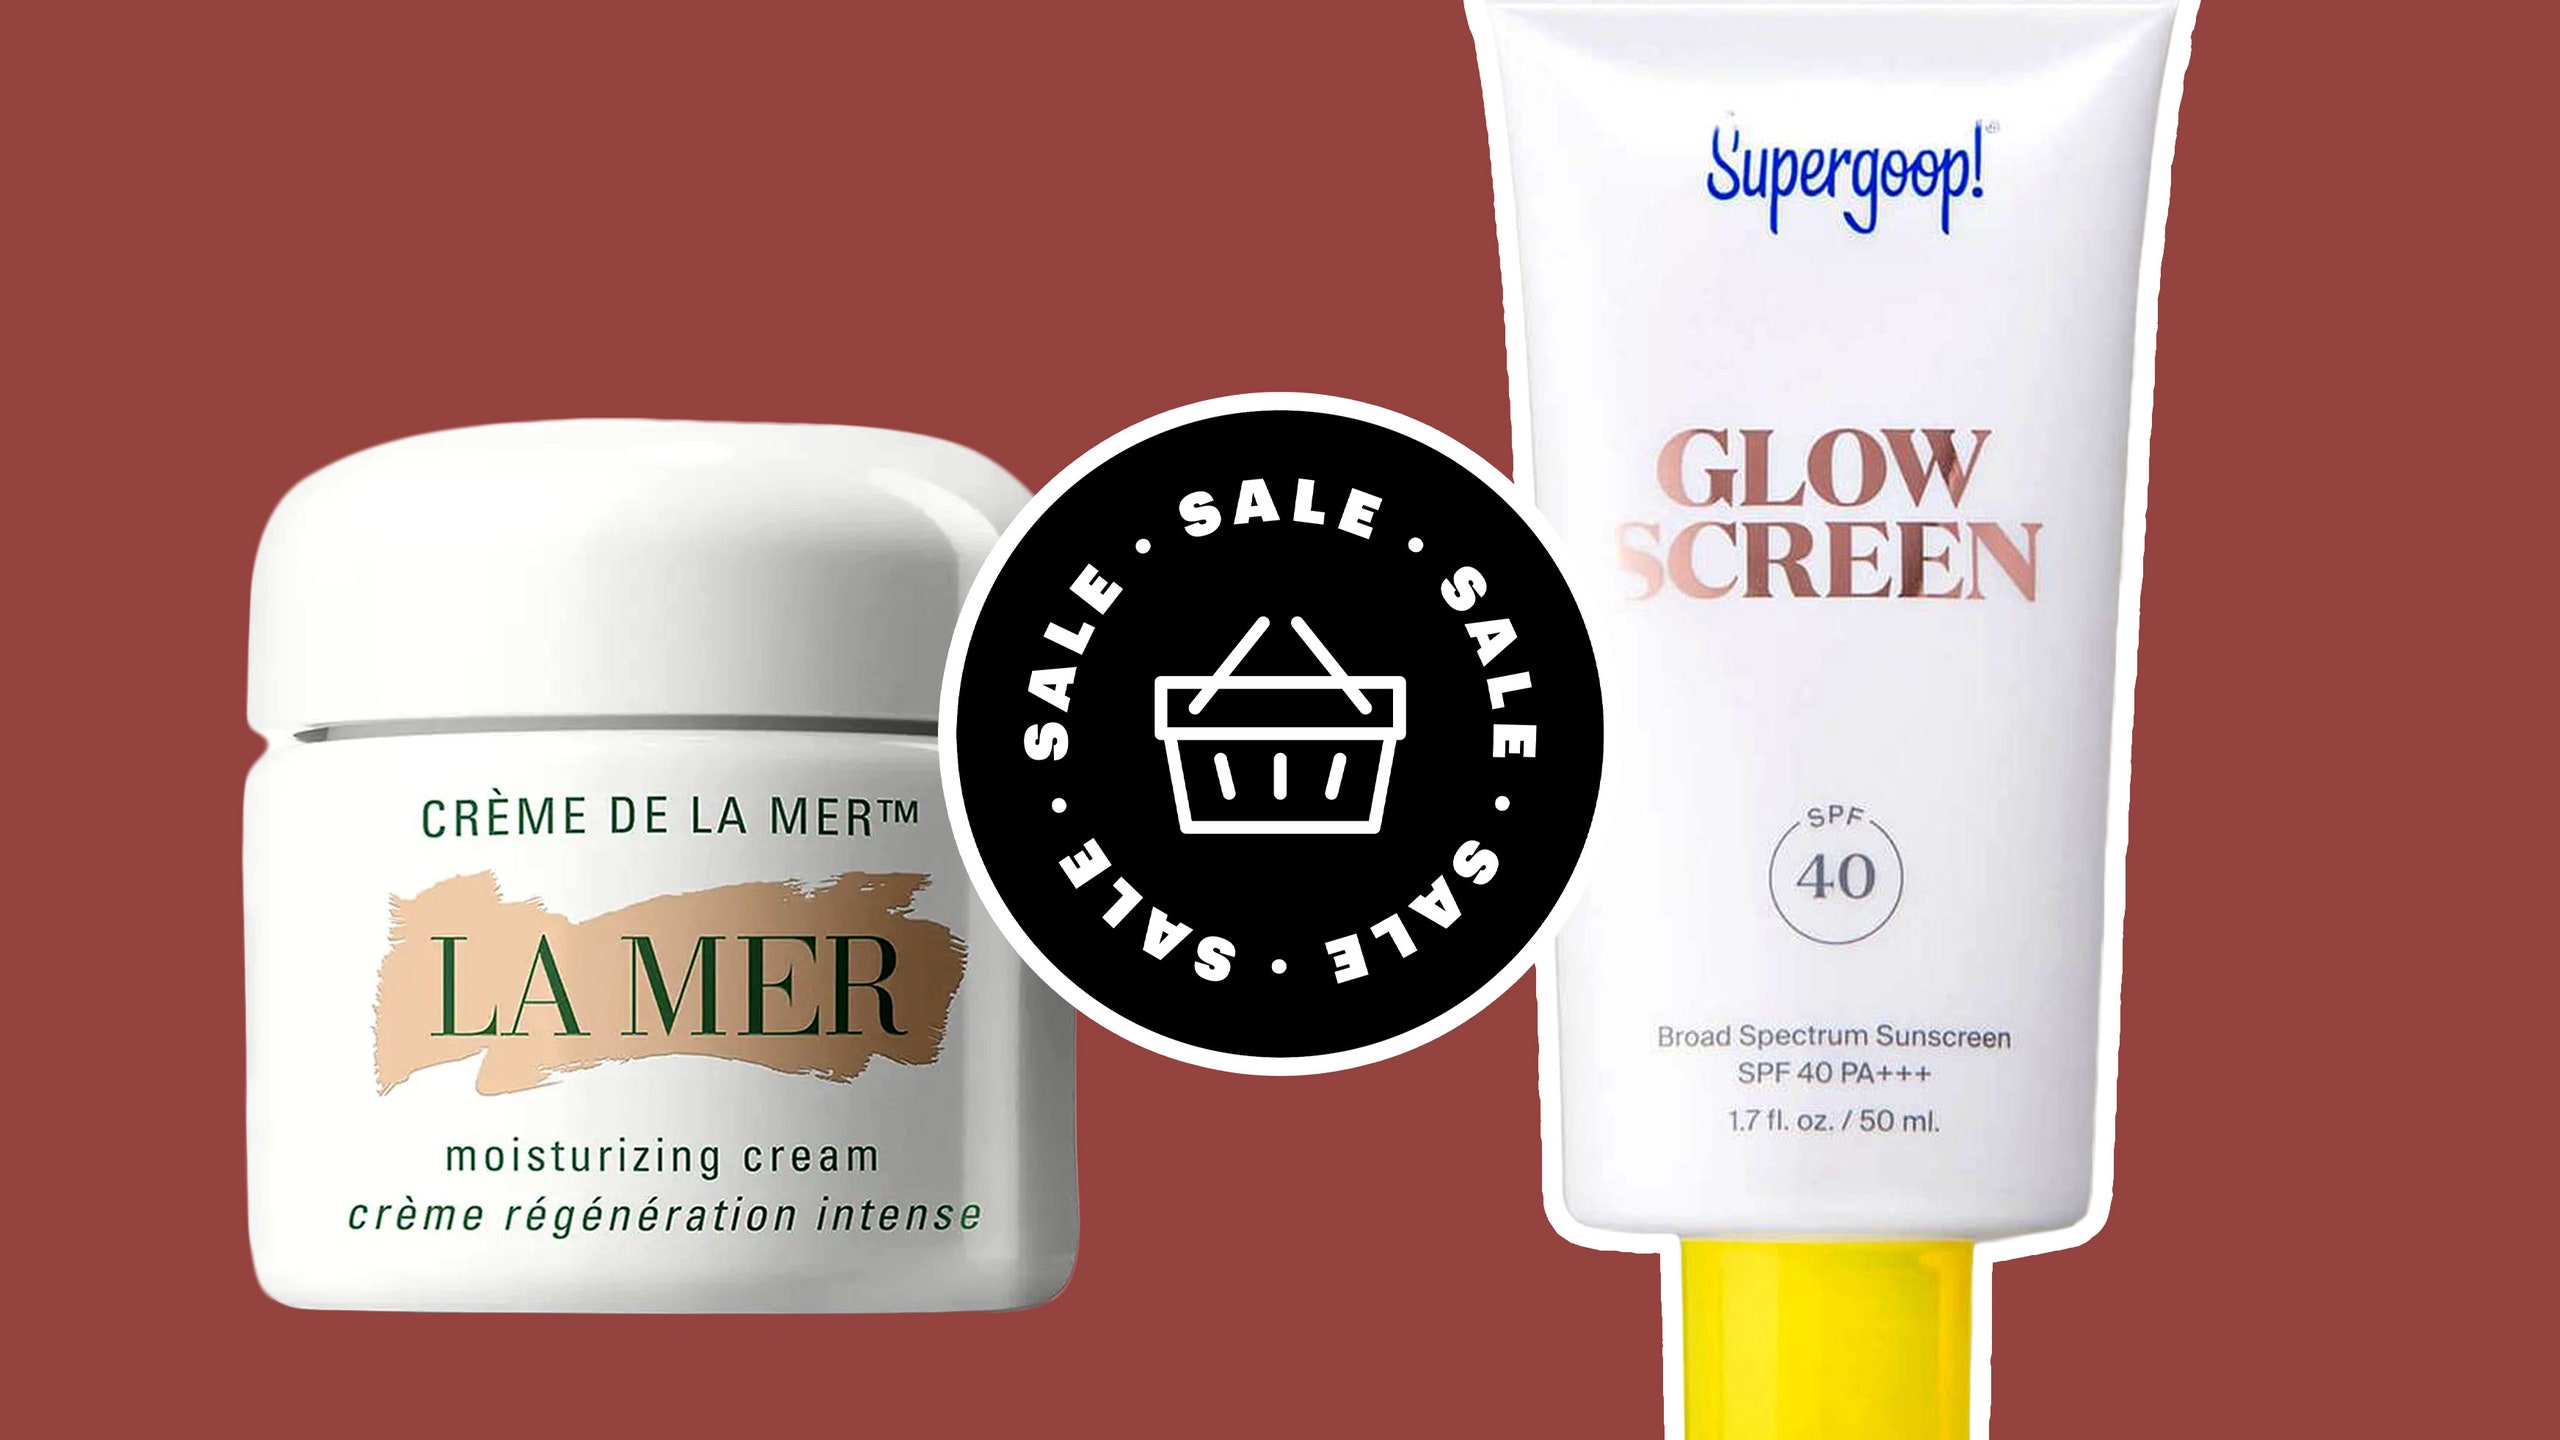 CRÈME DE LA MER™
LA MER
moisturizing cream
crème régénération intense
SALE · SALE · SALE · SALE · SALE ·
Supergoop!®
GLOW
SCREEN
SPF
40
Broad Spectrum Sunscreen
SPF 40 PA+++
1.7 fl. oz. / 50 ml.